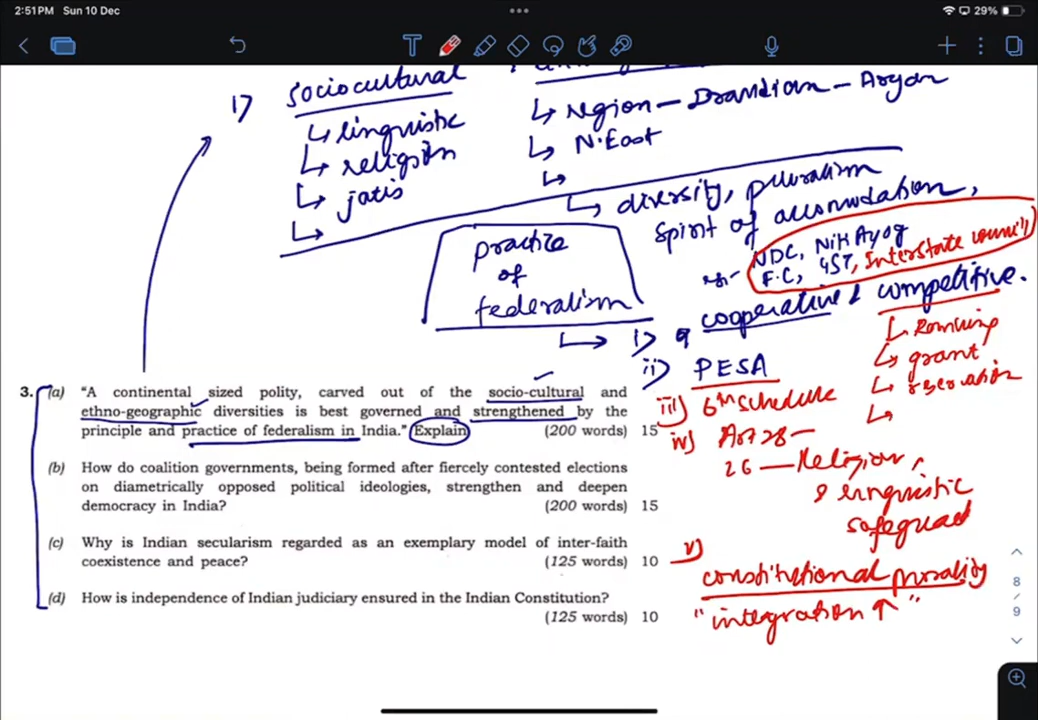 2:51 PM Sun 10 Dec
29%
T
1) Sociocultural
↳ linguistic
↳ religion
↳ jatis
↳ region - Dravidian - Aryan
↳ N.East
↳ diversity, pluralism
spirit of accomodation,
NDC, Niti Ayog
F.C, GST, Interstate council
practice
of
federalism
↳ i) cooperative & competitive.
↳ Ranking
↳ grant
↳ reservation
ii) PESA
iii) 6th schedule
iv) Art 28 -
26 - Religion,
& linguistic
safeguad
v) constitutional morality
"integration ↑"
3. (a) "A continental sized polity, carved out of the socio-cultural and
ethno-geographic diversities is best governed and strengthened by the
principle and practice of federalism in India." Explain (200 words) 15
(b) How do coalition governments, being formed after fiercely contested elections
on diametrically opposed political ideologies, strengthen and deepen
democracy in India? (200 words) 15
(c) Why is Indian secularism regarded as an exemplary model of inter-faith
coexistence and peace? (125 words) 10
(d) How is independence of Indian judiciary ensured in the Indian Constitution?
(125 words) 10
8
/
9